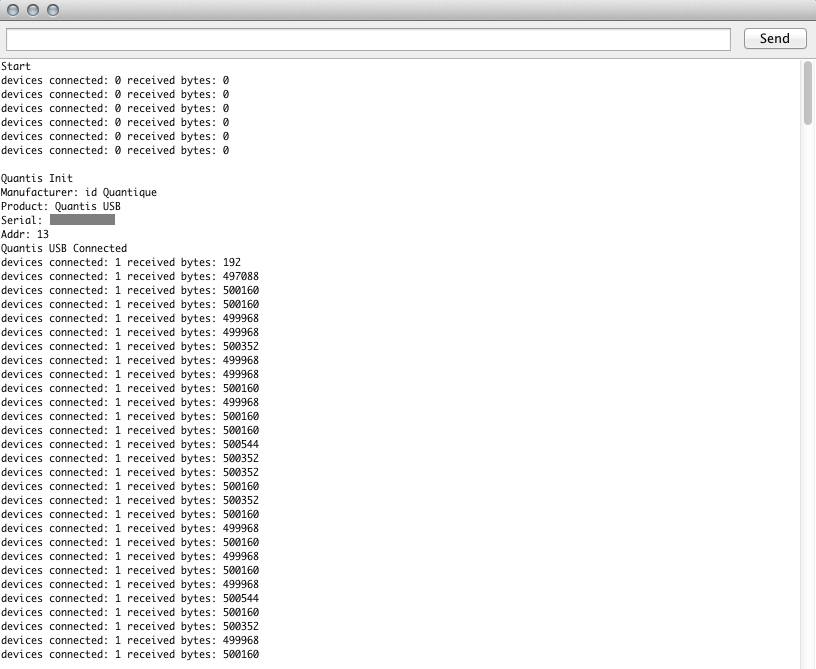 Send
Start
devices connected: 0 received bytes: 0
devices connected: 0 received bytes: 0
devices connected: 0 received bytes: 0
devices connected: 0 received bytes: 0
devices connected: 0 received bytes: 0
devices connected: 0 received bytes: 0
Quantis Init
Manufacturer: id Quantique
Product: Quantis USB
Serial:
Addr: 13
Quantis USB Connected
devices connected: 1 received bytes: 192
devices connected: 1 received bytes: 497088
devices connected: 1 received bytes: 500160
devices connected: 1 received bytes: 500160
devices connected: 1 received bytes: 499968
devices connected: 1 received bytes: 499968
devices connected: 1 received bytes: 500352
devices connected: 1 received bytes: 499968
devices connected: 1 received bytes: 499968
devices connected: 1 received bytes: 500160
devices connected: 1 received bytes: 499968
devices connected: 1 received bytes: 500160
devices connected: 1 received bytes: 500160
devices connected: 1 received bytes: 500544
devices connected: 1 received bytes: 500352
devices connected: 1 received bytes: 500352
devices connected: 1 received bytes: 500160
devices connected: 1 received bytes: 500352
devices connected: 1 received bytes: 500160
devices connected: 1 received bytes: 499968
devices connected: 1 received bytes: 500160
devices connected: 1 received bytes: 499968
devices connected: 1 received bytes: 500160
devices connected: 1 received bytes: 499968
devices connected: 1 received bytes: 500544
devices connected: 1 received bytes: 500160
devices connected: 1 received bytes: 500352
devices connected: 1 received bytes: 499968
devices connected: 1 received bytes: 500160